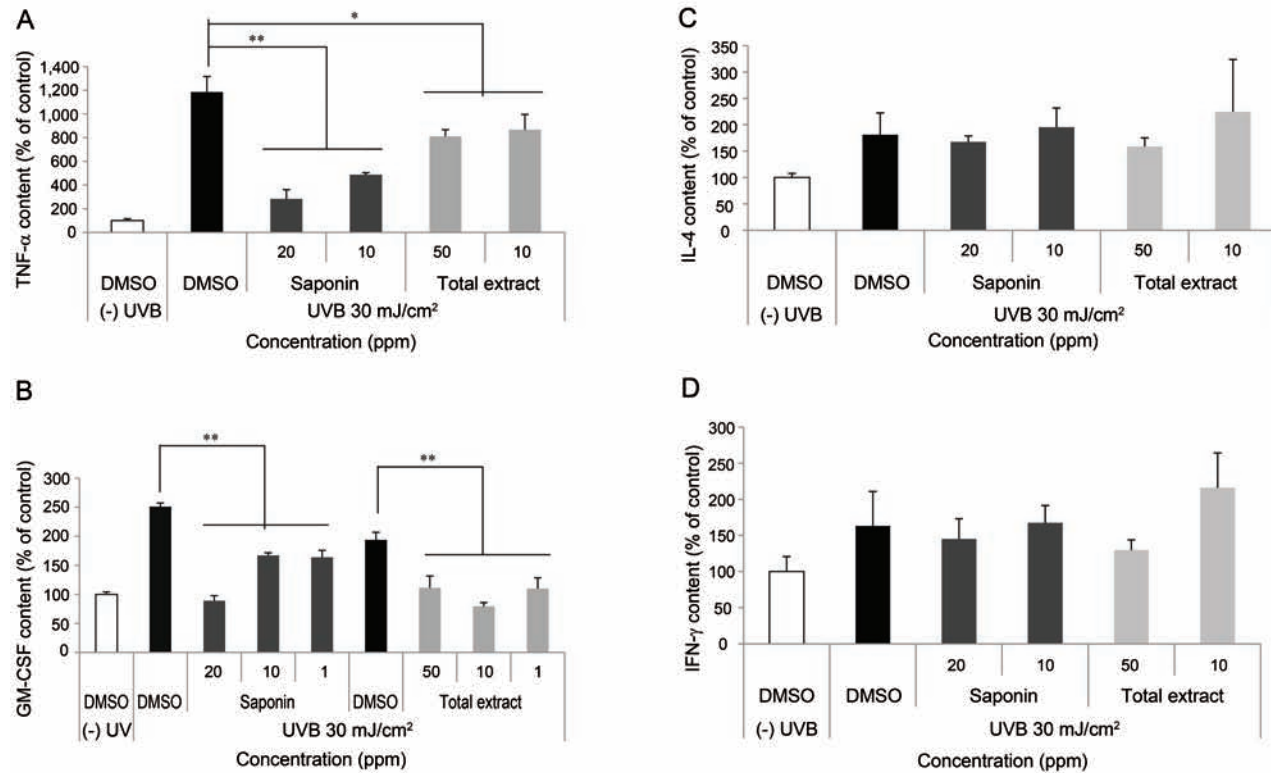 A
*
**
TNF-α content (% of control)
1,400
1,200
1,000
800
600
400
200
0
20 10 50 10
DMSO DMSO Saponin Total extract
(-) UVB UVB 30 mJ/cm²
Concentration (ppm)
B
** **
GM-CSF content (% of control)
300
250
200
150
100
50
0
20 10 1 50 10 1
DMSO DMSO Saponin DMSO Total extract
(-) UV UVB 30 mJ/cm²
Concentration (ppm)
C
IL-4 content (% of control)
350
300
250
200
150
100
50
0
20 10 50 10
DMSO DMSO Saponin Total extract
(-) UVB UVB 30 mJ/cm²
Concentration (ppm)
D
IFN-γ content (% of control)
300
250
200
150
100
50
0
20 10 50 10
DMSO DMSO Saponin Total extract
(-) UVB UVB 30 mJ/cm²
Concentration (ppm)